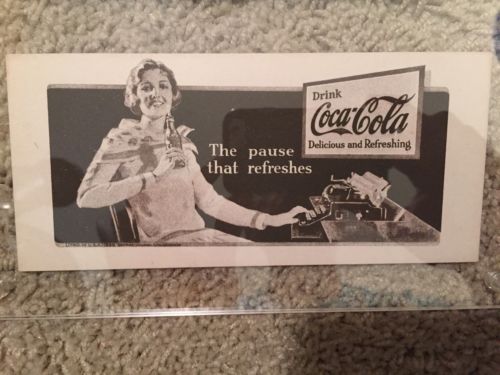 Drink
Coca-Cola
Delicious and Refreshing
The pause
that refreshes